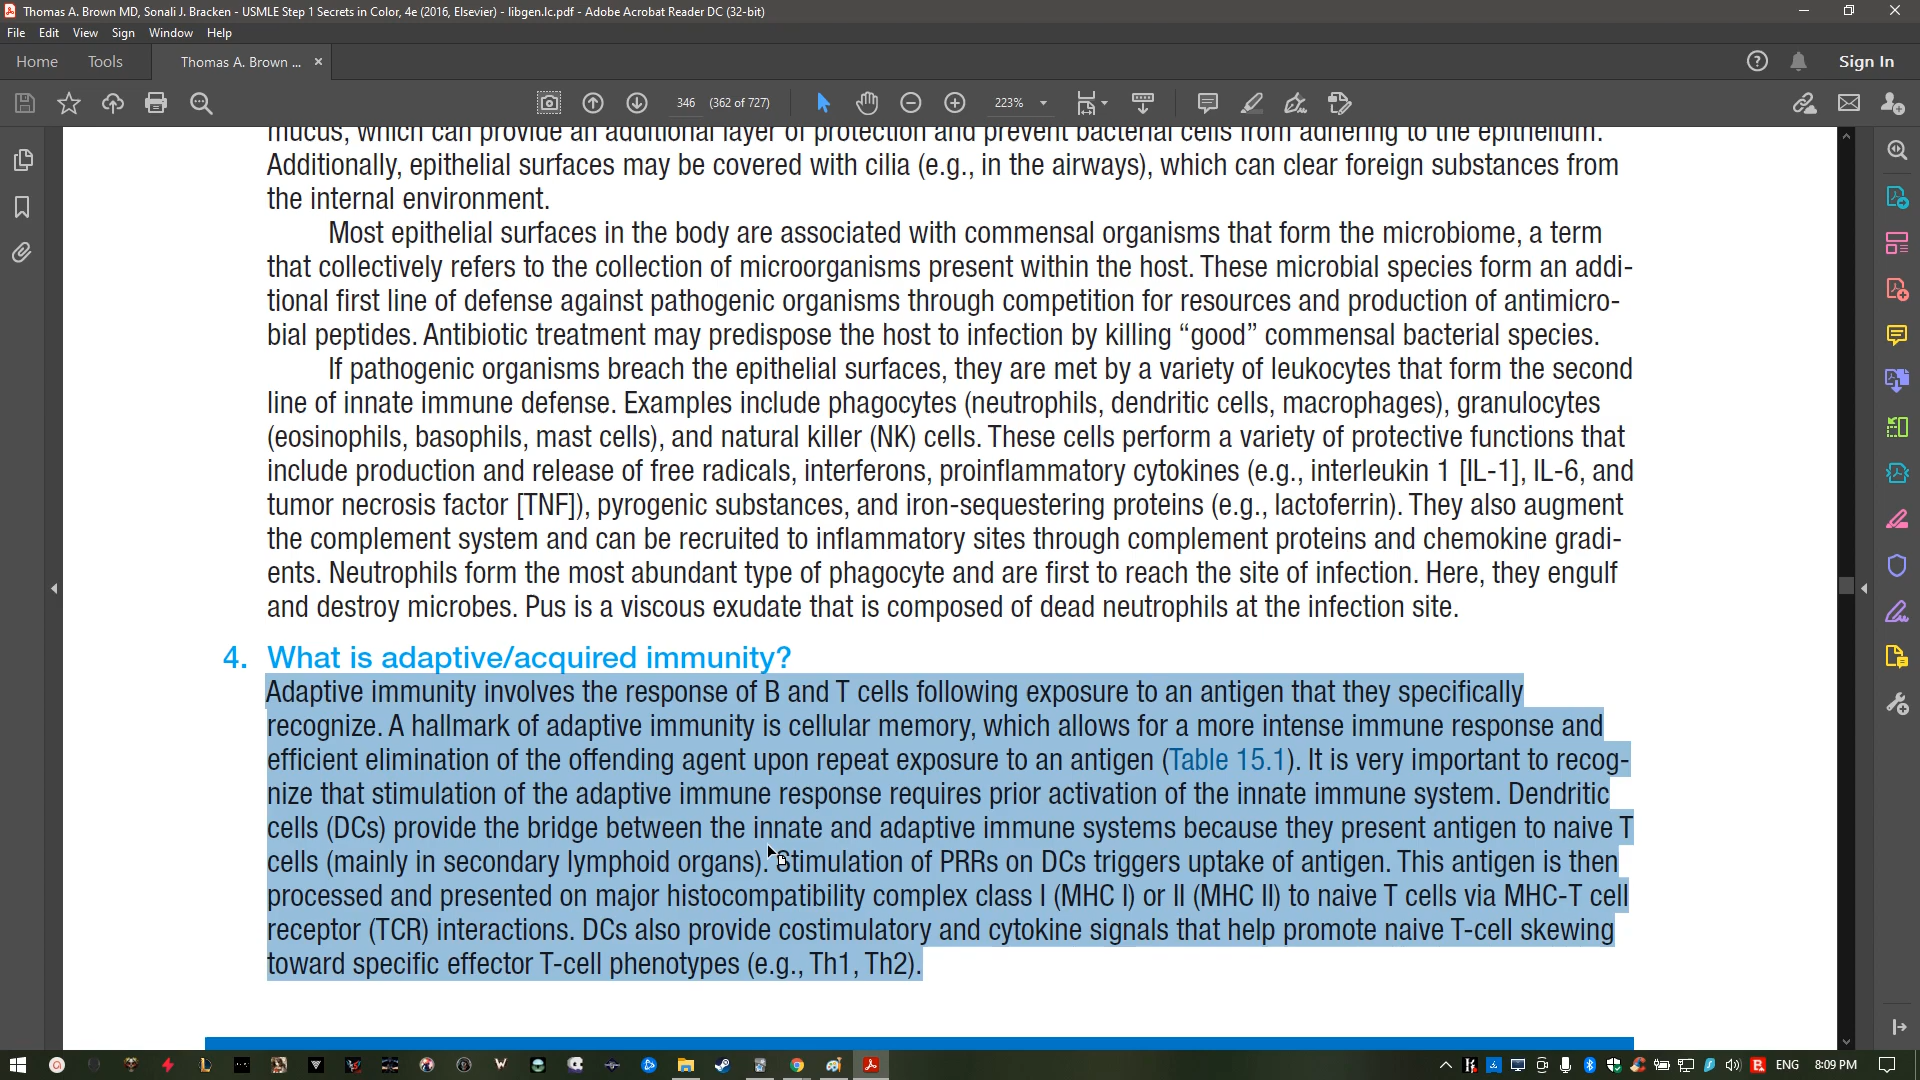 Thomas A. Brown MD, Sonali J. Bracken - USMLE Step 1 Secrets in Color, 4e (2016, Elsevier) - libgen.lc.pdf - Adobe Acrobat Reader DC (32-bit)
File Edit View Sign Window Help
Home Tools Thomas A. Brown ... × Sign In
346 (362 of 727) 223%
mucus, which can provide an additional layer of protection and prevent bacterial cells from adhering to the epithelium.
Additionally, epithelial surfaces may be covered with cilia (e.g., in the airways), which can clear foreign substances from
the internal environment.
Most epithelial surfaces in the body are associated with commensal organisms that form the microbiome, a term
that collectively refers to the collection of microorganisms present within the host. These microbial species form an addi-
tional first line of defense against pathogenic organisms through competition for resources and production of antimicro-
bial peptides. Antibiotic treatment may predispose the host to infection by killing “good” commensal bacterial species.
If pathogenic organisms breach the epithelial surfaces, they are met by a variety of leukocytes that form the second
line of innate immune defense. Examples include phagocytes (neutrophils, dendritic cells, macrophages), granulocytes
(eosinophils, basophils, mast cells), and natural killer (NK) cells. These cells perform a variety of protective functions that
include production and release of free radicals, interferons, proinflammatory cytokines (e.g., interleukin 1 [IL-1], IL-6, and
tumor necrosis factor [TNF]), pyrogenic substances, and iron-sequestering proteins (e.g., lactoferrin). They also augment
the complement system and can be recruited to inflammatory sites through complement proteins and chemokine gradi-
ents. Neutrophils form the most abundant type of phagocyte and are first to reach the site of infection. Here, they engulf
and destroy microbes. Pus is a viscous exudate that is composed of dead neutrophils at the infection site.
4. What is adaptive/acquired immunity?
Adaptive immunity involves the response of B and T cells following exposure to an antigen that they specifically
recognize. A hallmark of adaptive immunity is cellular memory, which allows for a more intense immune response and
efficient elimination of the offending agent upon repeat exposure to an antigen (Table 15.1). It is very important to recog-
nize that stimulation of the adaptive immune response requires prior activation of the innate immune system. Dendritic
cells (DCs) provide the bridge between the innate and adaptive immune systems because they present antigen to naive T
cells (mainly in secondary lymphoid organs). Stimulation of PRRs on DCs triggers uptake of antigen. This antigen is then
processed and presented on major histocompatibility complex class I (MHC I) or II (MHC II) to naive T cells via MHC-T cell
receptor (TCR) interactions. DCs also provide costimulatory and cytokine signals that help promote naive T-cell skewing
toward specific effector T-cell phenotypes (e.g., Th1, Th2).
ENG 8:09 PM